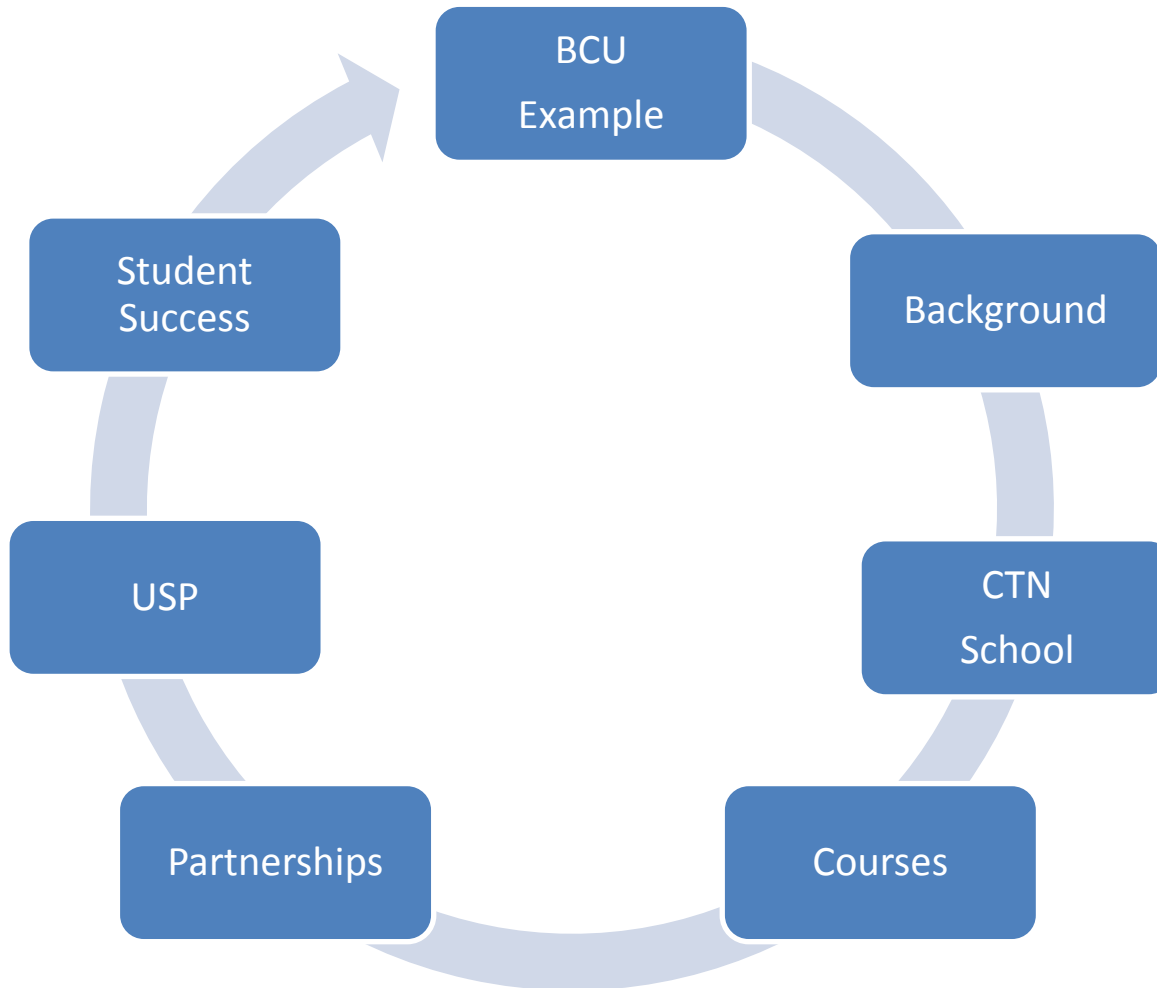 BCU
Example
Background
CTN
School
Courses
Partnerships
USP
Student
Success